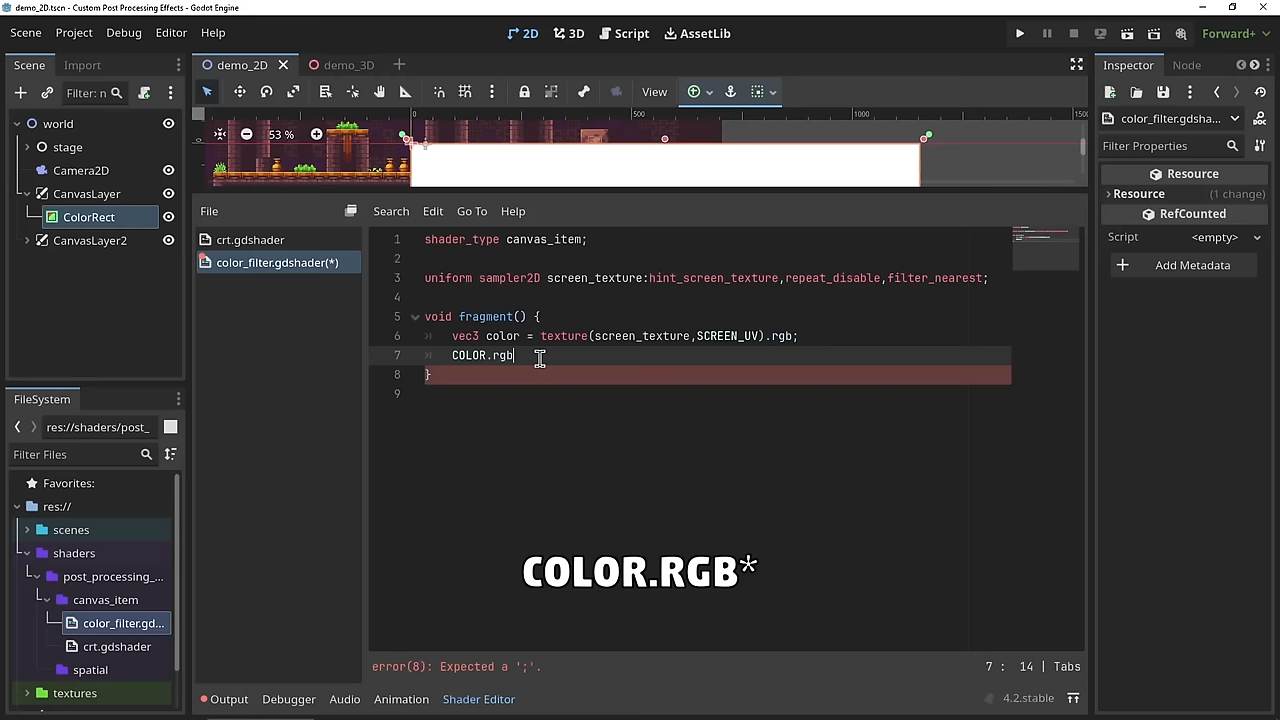 demo_2D.tscn - Custom Post Processing Effects - Godot Engine
Scene Project Debug Editor Help
2D 3D Script AssetLib
Forward+
Scene Import
demo_2D demo_3D
Inspector Node
Filter: n
View
color_filter.gdsha...
0 500 1000 1500
world
53 %
Filter Properties
stage
Camera2D
Resource
CanvasLayer
Resource (1 change)
ColorRect
File
Search Edit Go To Help
RefCounted
CanvasLayer2
crt.gdshader
Script <empty>
color_filter.gdshader(*)
Add Metadata
1 shader_type canvas_item;
2
3 uniform sampler2D screen_texture:hint_screen_texture,repeat_disable,filter_nearest;
4
5 void fragment() {
6 vec3 color = texture(screen_texture,SCREEN_UV).rgb;
7 COLOR.rgb
8 }
9
FileSystem
res://shaders/post_
Filter Files
Favorites:
res://
scenes
shaders
post_processing_...
canvas_item
color_filter.gd...
crt.gdshader
spatial
textures
COLOR.RGB*
error(8): Expected a ';'.
7 : 14 | Tabs
Output Debugger Audio Animation Shader Editor
4.2.stable